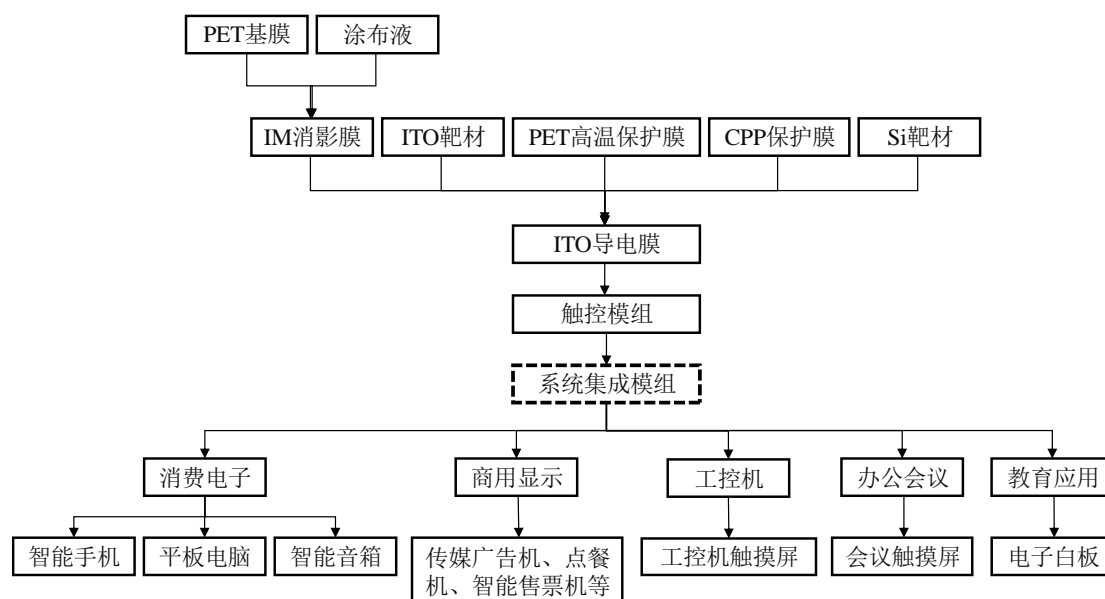 PET基膜
涂布液
IM消影膜
ITO靶材
PET高温保护膜
CPP保护膜
Si靶材
ITO导电膜
触控模组
系统集成模组
消费电子
商用显示
工控机
办公会议
教育应用
智能手机
平板电脑
智能音箱
传媒广告机、点餐
机、智能售票机等
工控机触摸屏
会议触摸屏
电子白板